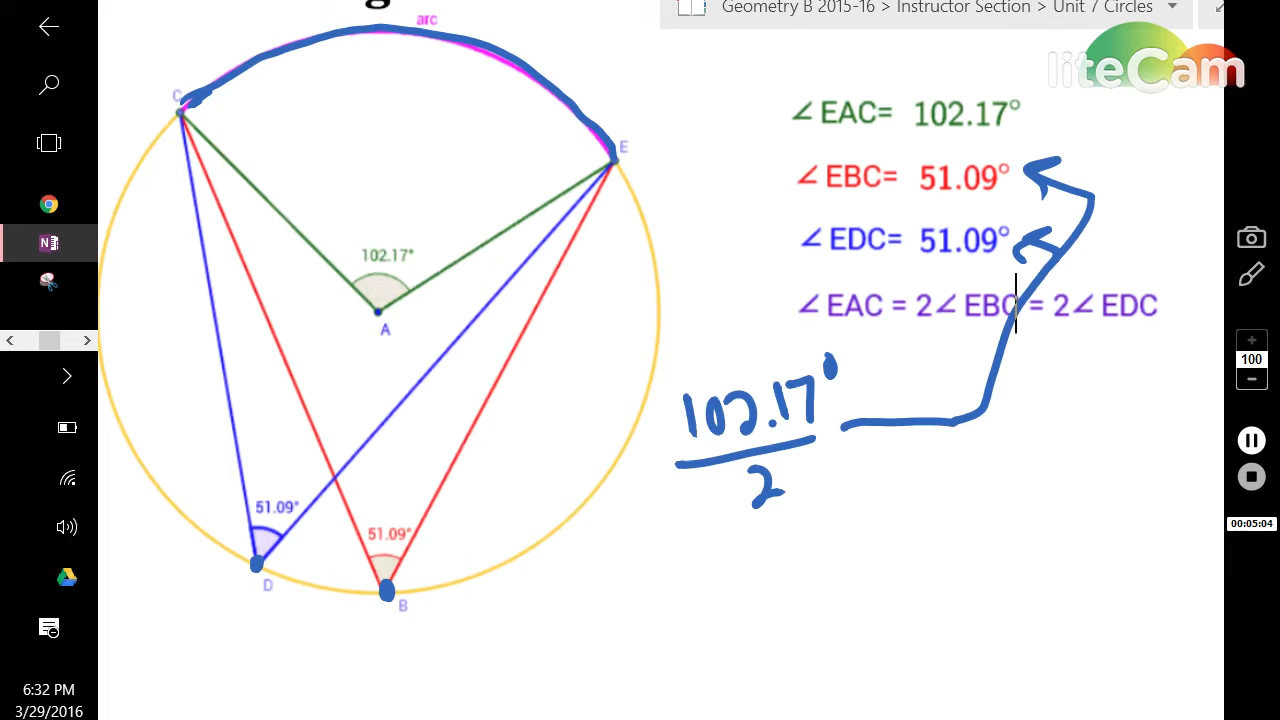 Geometry B 2015-16 > Instructor Section > Unit 7 Circles
liteCam
arc
C
E
102.17°
A
51.09°
51.09°
D
B
∠EAC= 102.17°
∠EBC= 51.09°
∠EDC= 51.09°
∠EAC = 2∠EBC = 2∠EDC
102.17°
2
100
00:05:04
6:32 PM
3/29/2016